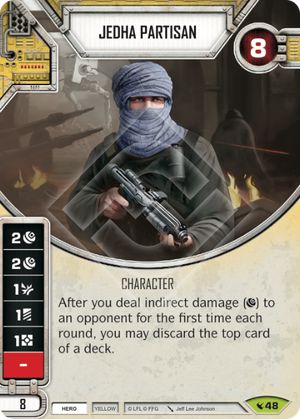 JEDHA PARTISAN
8
2
2
1
1
1
-
CHARACTER
After you deal indirect damage ( ) to
an opponent for the first time each
round, you may discard the top card
of a deck.
8
HERO
YELLOW
© LFL © FFG
Jeff Lee Johnson
48